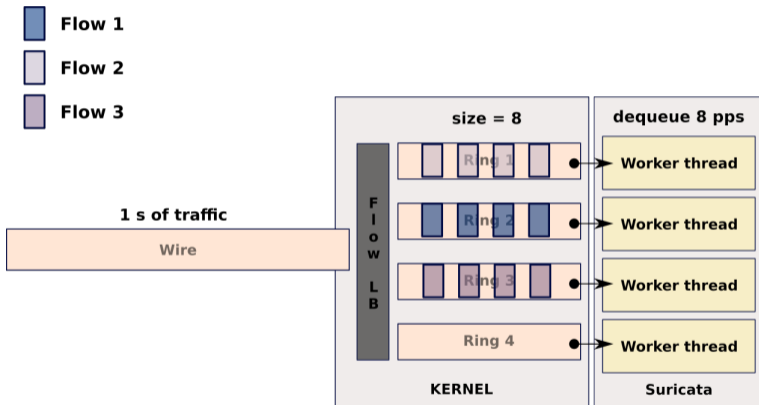 Flow 1
Flow 2
Flow 3
size = 8
dequeue 8 pps
1 s of traffic
Wire
Flow LB
Ring 1
Ring 2
Ring 3
Ring 4
Worker thread
Worker thread
Worker thread
Worker thread
KERNEL
Suricata